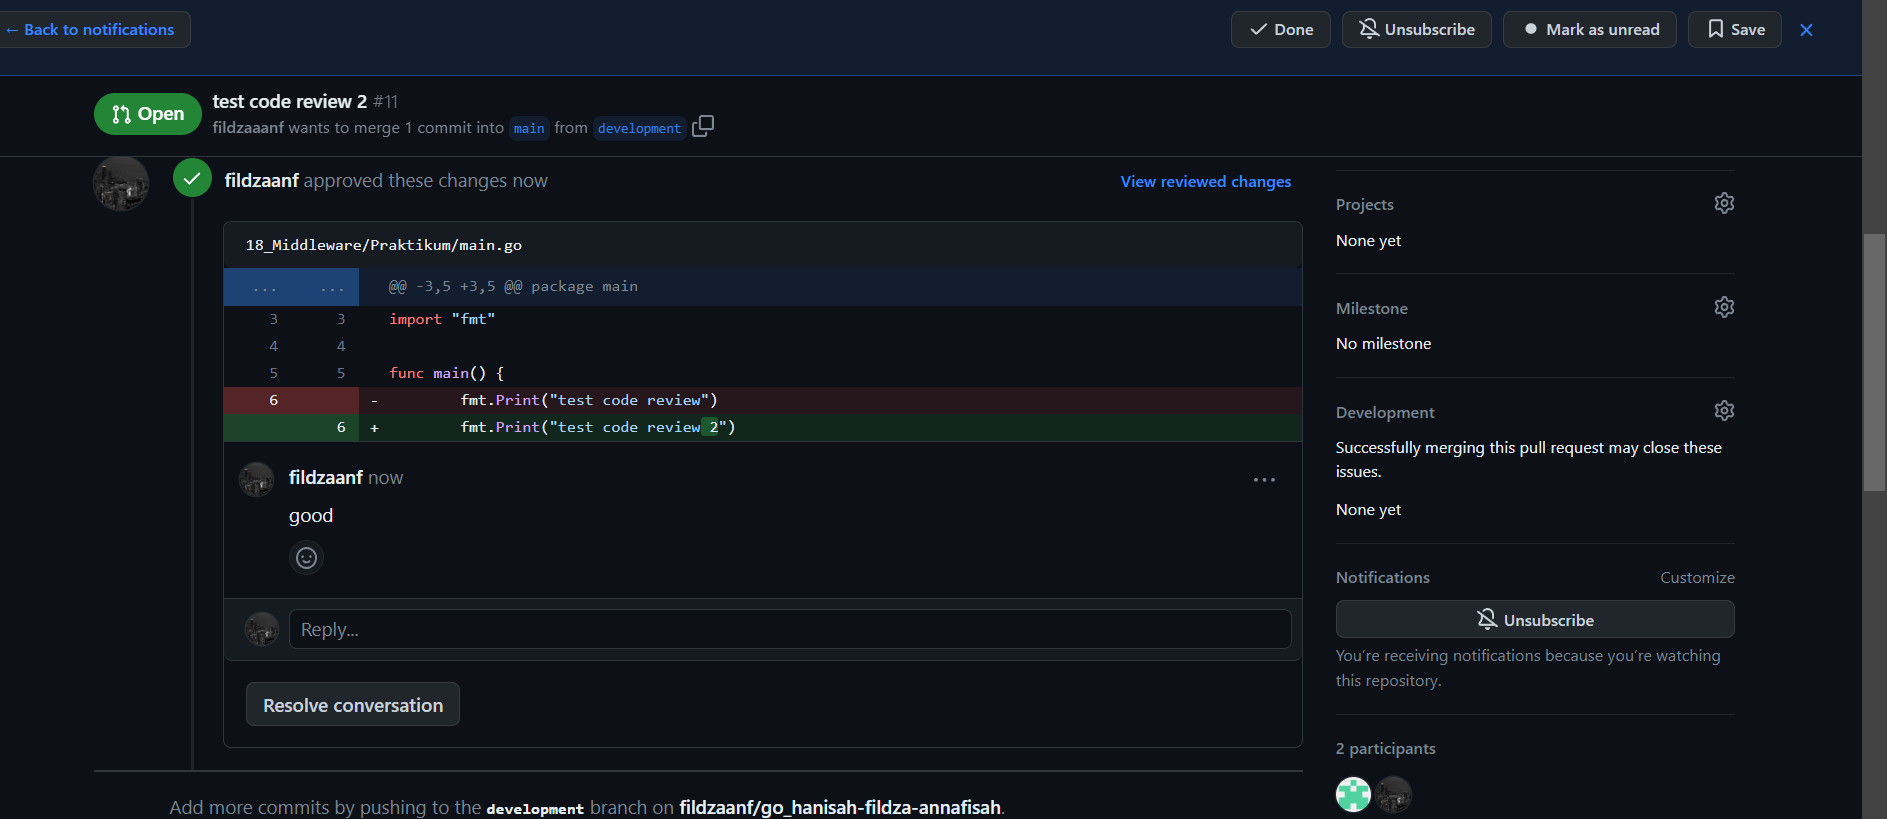 ← Back to notifications
Done
Unsubscribe
Mark as unread
Save
Open
test code review 2 #11
fildzaaanf wants to merge 1 commit into main from development
fildzaanf approved these changes now
View reviewed changes
18_Middleware/Praktikum/main.go
... ... @@ -3,5 +3,5 @@ package main
3 3 import "fmt"
4 4
5 5 func main() {
6 - fmt.Print("test code review")
6 + fmt.Print("test code review 2")
fildzaanf now
good
Reply...
Resolve conversation
Add more commits by pushing to the development branch on fildzaanf/go_hanisah-fildza-annafisah.
Projects
None yet
Milestone
No milestone
Development
Successfully merging this pull request may close these
issues.
None yet
Notifications
Customize
Unsubscribe
You're receiving notifications because you're watching
this repository.
2 participants